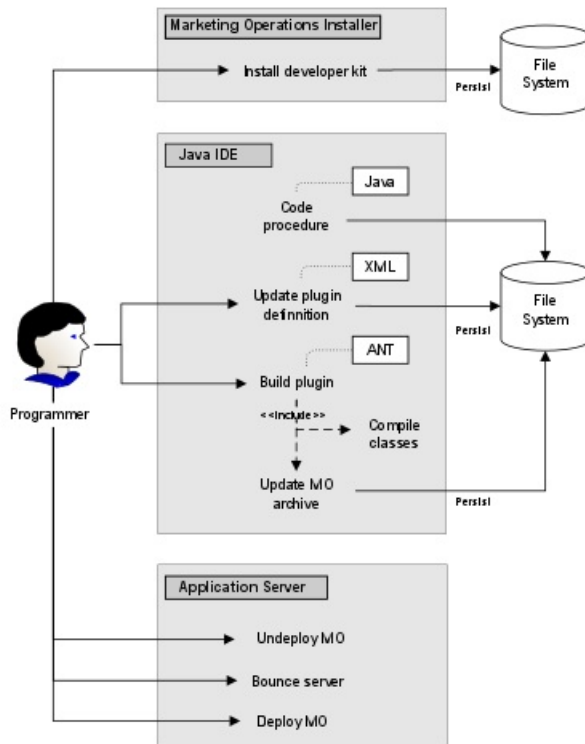 Marketing Operations Installer
Install developer kit
Persist
File
System
Java IDE
Java
Code
procedure
XML
Update plugin
definnition
Persist
File
System
ANT
Build plugin
<<Include>>
Compile
classes
Update MO
archive
Persist
Programmer
Application Server
Undeploy MO
Bounce server
Deploy MO